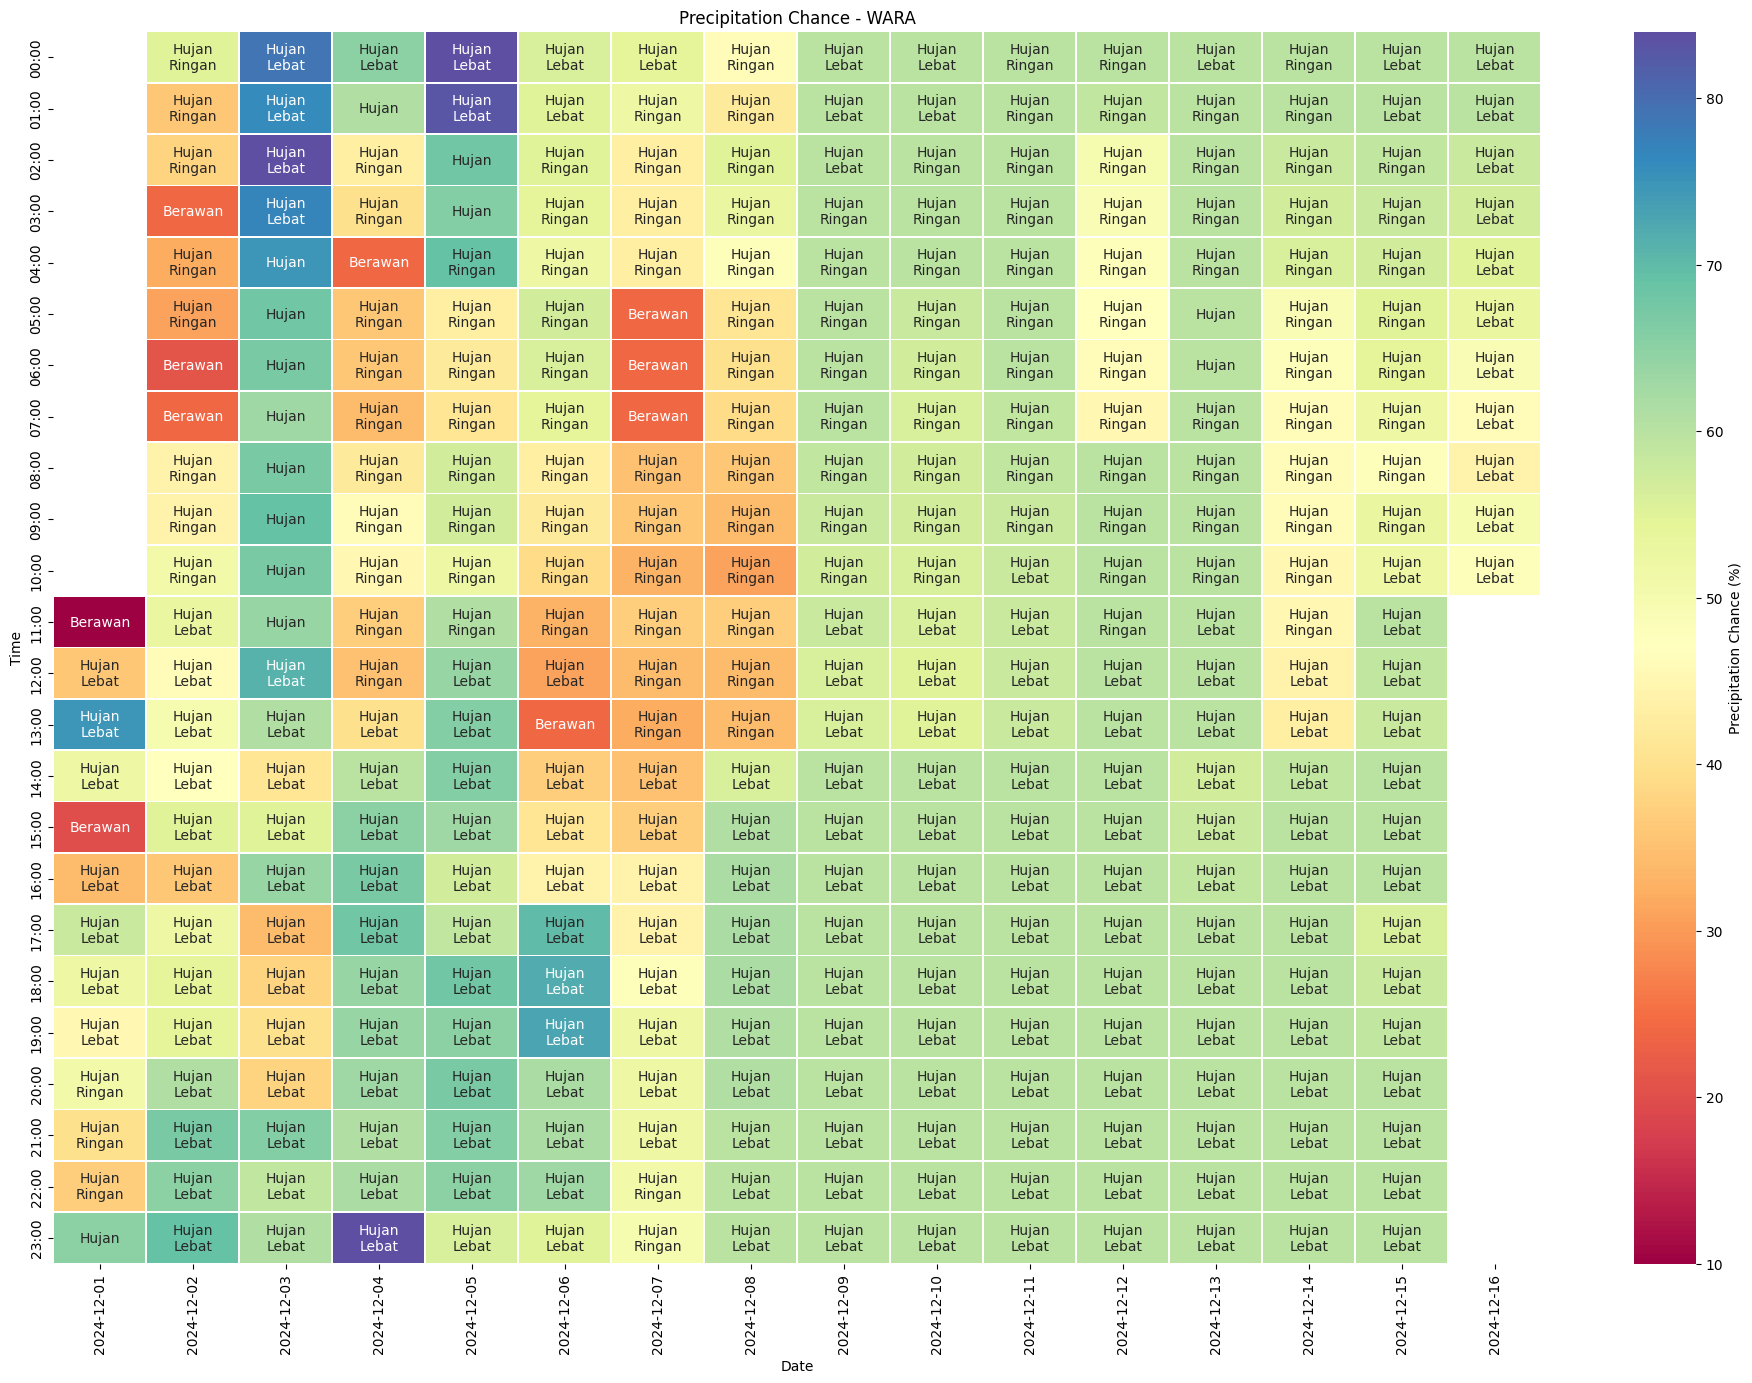 Precipitation Chance - WARA
00:00 Hujan Ringan Hujan Lebat Hujan Lebat Hujan Lebat Hujan Lebat Hujan Lebat Hujan Ringan Hujan Lebat Hujan Lebat Hujan Ringan Hujan Ringan Hujan Lebat Hujan Ringan Hujan Lebat Hujan Lebat
01:00 Hujan Ringan Hujan Lebat Hujan Hujan Lebat Hujan Lebat Hujan Ringan Hujan Ringan Hujan Lebat Hujan Lebat Hujan Ringan Hujan Ringan Hujan Ringan Hujan Ringan Hujan Lebat Hujan Lebat
02:00 Hujan Ringan Hujan Lebat Hujan Ringan Hujan Hujan Ringan Hujan Ringan Hujan Ringan Hujan Lebat Hujan Ringan Hujan Ringan Hujan Ringan Hujan Ringan Hujan Ringan Hujan Ringan Hujan Lebat
03:00 Berawan Hujan Lebat Hujan Ringan Hujan Hujan Ringan Hujan Ringan Hujan Ringan Hujan Ringan Hujan Ringan Hujan Ringan Hujan Ringan Hujan Ringan Hujan Ringan Hujan Ringan Hujan Lebat
04:00 Hujan Ringan Hujan Berawan Hujan Ringan Hujan Ringan Hujan Ringan Hujan Ringan Hujan Ringan Hujan Ringan Hujan Ringan Hujan Ringan Hujan Ringan Hujan Ringan Hujan Ringan Hujan Lebat
05:00 Hujan Ringan Hujan Hujan Ringan Hujan Ringan Hujan Ringan Berawan Hujan Ringan Hujan Ringan Hujan Ringan Hujan Ringan Hujan Ringan Hujan Hujan Ringan Hujan Ringan Hujan Lebat
06:00 Berawan Hujan Hujan Ringan Hujan Ringan Hujan Ringan Berawan Hujan Ringan Hujan Ringan Hujan Ringan Hujan Ringan Hujan Ringan Hujan Hujan Ringan Hujan Ringan Hujan Lebat
07:00 Berawan Hujan Hujan Ringan Hujan Ringan Hujan Ringan Berawan Hujan Ringan Hujan Ringan Hujan Ringan Hujan Ringan Hujan Ringan Hujan Ringan Hujan Ringan Hujan Ringan Hujan Lebat
08:00 Hujan Ringan Hujan Hujan Ringan Hujan Ringan Hujan Ringan Hujan Ringan Hujan Ringan Hujan Ringan Hujan Ringan Hujan Ringan Hujan Ringan Hujan Ringan Hujan Ringan Hujan Ringan Hujan Lebat
09:00 Hujan Ringan Hujan Hujan Ringan Hujan Ringan Hujan Ringan Hujan Ringan Hujan Ringan Hujan Ringan Hujan Ringan Hujan Ringan Hujan Ringan Hujan Ringan Hujan Ringan Hujan Ringan Hujan Lebat
10:00 Hujan Ringan Hujan Hujan Ringan Hujan Ringan Hujan Ringan Hujan Ringan Hujan Ringan Hujan Ringan Hujan Ringan Hujan Lebat Hujan Ringan Hujan Ringan Hujan Ringan Hujan Lebat Hujan Lebat
11:00 Berawan Hujan Lebat Hujan Hujan Ringan Hujan Ringan Hujan Ringan Hujan Ringan Hujan Ringan Hujan Lebat Hujan Lebat Hujan Lebat Hujan Ringan Hujan Lebat Hujan Ringan Hujan Lebat
12:00 Hujan Lebat Hujan Lebat Hujan Lebat Hujan Ringan Hujan Lebat Hujan Lebat Hujan Ringan Hujan Ringan Hujan Lebat Hujan Lebat Hujan Lebat Hujan Lebat Hujan Lebat Hujan Lebat Hujan Lebat
13:00 Hujan Lebat Hujan Lebat Hujan Lebat Hujan Lebat Hujan Lebat Berawan Hujan Ringan Hujan Ringan Hujan Lebat Hujan Lebat Hujan Lebat Hujan Lebat Hujan Lebat Hujan Lebat Hujan Lebat
14:00 Hujan Lebat Hujan Lebat Hujan Lebat Hujan Lebat Hujan Lebat Hujan Lebat Hujan Lebat Hujan Lebat Hujan Lebat Hujan Lebat Hujan Lebat Hujan Lebat Hujan Lebat Hujan Lebat Hujan Lebat
15:00 Berawan Hujan Lebat Hujan Lebat Hujan Lebat Hujan Lebat Hujan Lebat Hujan Lebat Hujan Lebat Hujan Lebat Hujan Lebat Hujan Lebat Hujan Lebat Hujan Lebat Hujan Lebat Hujan Lebat
16:00 Hujan Lebat Hujan Lebat Hujan Lebat Hujan Lebat Hujan Lebat Hujan Lebat Hujan Lebat Hujan Lebat Hujan Lebat Hujan Lebat Hujan Lebat Hujan Lebat Hujan Lebat Hujan Lebat Hujan Lebat
17:00 Hujan Lebat Hujan Lebat Hujan Lebat Hujan Lebat Hujan Lebat Hujan Lebat Hujan Lebat Hujan Lebat Hujan Lebat Hujan Lebat Hujan Lebat Hujan Lebat Hujan Lebat Hujan Lebat Hujan Lebat
18:00 Hujan Lebat Hujan Lebat Hujan Lebat Hujan Lebat Hujan Lebat Hujan Lebat Hujan Lebat Hujan Lebat Hujan Lebat Hujan Lebat Hujan Lebat Hujan Lebat Hujan Lebat Hujan Lebat Hujan Lebat
19:00 Hujan Lebat Hujan Lebat Hujan Lebat Hujan Lebat Hujan Lebat Hujan Lebat Hujan Lebat Hujan Lebat Hujan Lebat Hujan Lebat Hujan Lebat Hujan Lebat Hujan Lebat Hujan Lebat Hujan Lebat
20:00 Hujan Ringan Hujan Lebat Hujan Lebat Hujan Lebat Hujan Lebat Hujan Lebat Hujan Lebat Hujan Lebat Hujan Lebat Hujan Lebat Hujan Lebat Hujan Lebat Hujan Lebat Hujan Lebat Hujan Lebat
21:00 Hujan Ringan Hujan Lebat Hujan Lebat Hujan Lebat Hujan Lebat Hujan Lebat Hujan Lebat Hujan Lebat Hujan Lebat Hujan Lebat Hujan Lebat Hujan Lebat Hujan Lebat Hujan Lebat Hujan Lebat
22:00 Hujan Ringan Hujan Lebat Hujan Lebat Hujan Lebat Hujan Lebat Hujan Lebat Hujan Ringan Hujan Lebat Hujan Lebat Hujan Lebat Hujan Lebat Hujan Lebat Hujan Lebat Hujan Lebat Hujan Lebat
23:00 Hujan Hujan Lebat Hujan Lebat Hujan Lebat Hujan Lebat Hujan Lebat Hujan Ringan Hujan Lebat Hujan Lebat Hujan Lebat Hujan Lebat Hujan Lebat Hujan Lebat Hujan Lebat Hujan Lebat
Time
2024-12-01 2024-12-02 2024-12-03 2024-12-04 2024-12-05 2024-12-06 2024-12-07 2024-12-08 2024-12-09 2024-12-10 2024-12-11 2024-12-12 2024-12-13 2024-12-14 2024-12-15 2024-12-16
Date
80
70
60
50
40
30
20
10
Precipitation Chance (%)